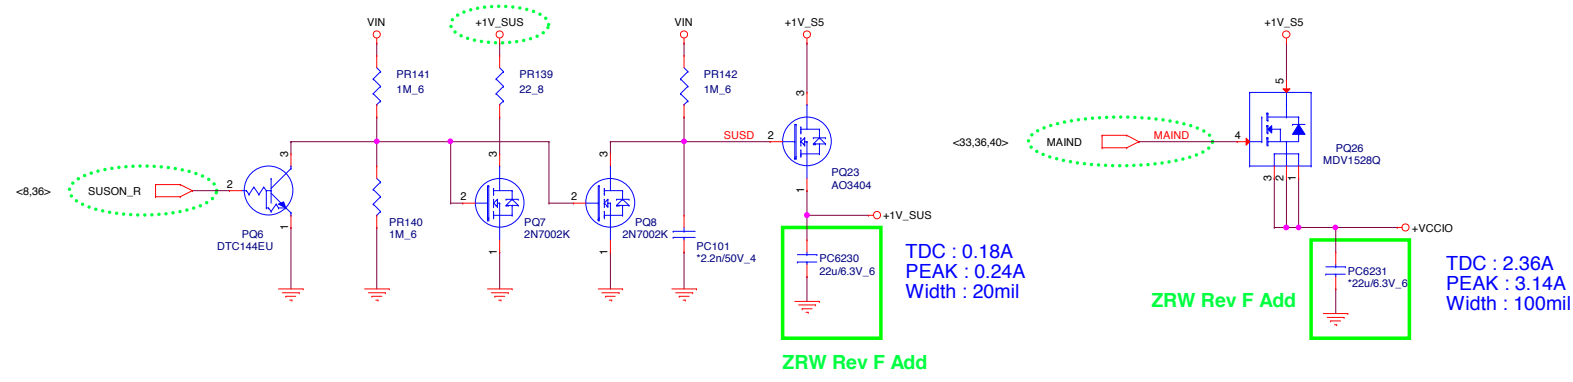 VIN
+1V_SUS
VIN
+1V_S5
+1V_S5
PR141
1M_6
PR139
22_8
PR142
1M_6
3
5
SUSD
2
<33,36,40>
MAIND
MAIND
4
PQ26
MDV1528Q
3
3
3
PQ23
AO3404
1
3
2
1
<8,36>
SUSON_R
2
2
2
PQ6
DTC144EU
1
PR140
1M_6
PQ7
2N7002K
1
PQ8
2N7002K
1
PC101
*2.2n/50V_4
+1V_SUS
+VCCIO
PC6230
22u/6.3V_6
TDC : 0.18A
PEAK : 0.24A
Width : 20mil
PC6231
*22u/6.3V_6
TDC : 2.36A
PEAK : 3.14A
Width : 100mil
ZRW Rev F Add
ZRW Rev F Add